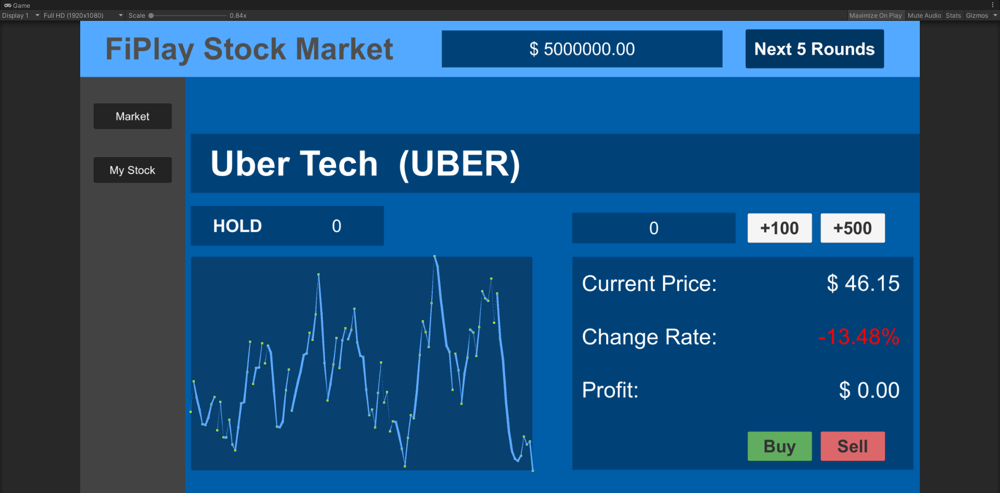 Game
Display 1 Full HD (1920x1080) Scale 0.84x Maximize On Play Mute Audio Stats Gizmos
FiPlay Stock Market $ 5000000.00 Next 5 Rounds
Market
My Stock
Uber Tech (UBER)
HOLD 0
0 +100 +500
Current Price: $ 46.15
Change Rate: -13.48%
Profit: $ 0.00
Buy Sell